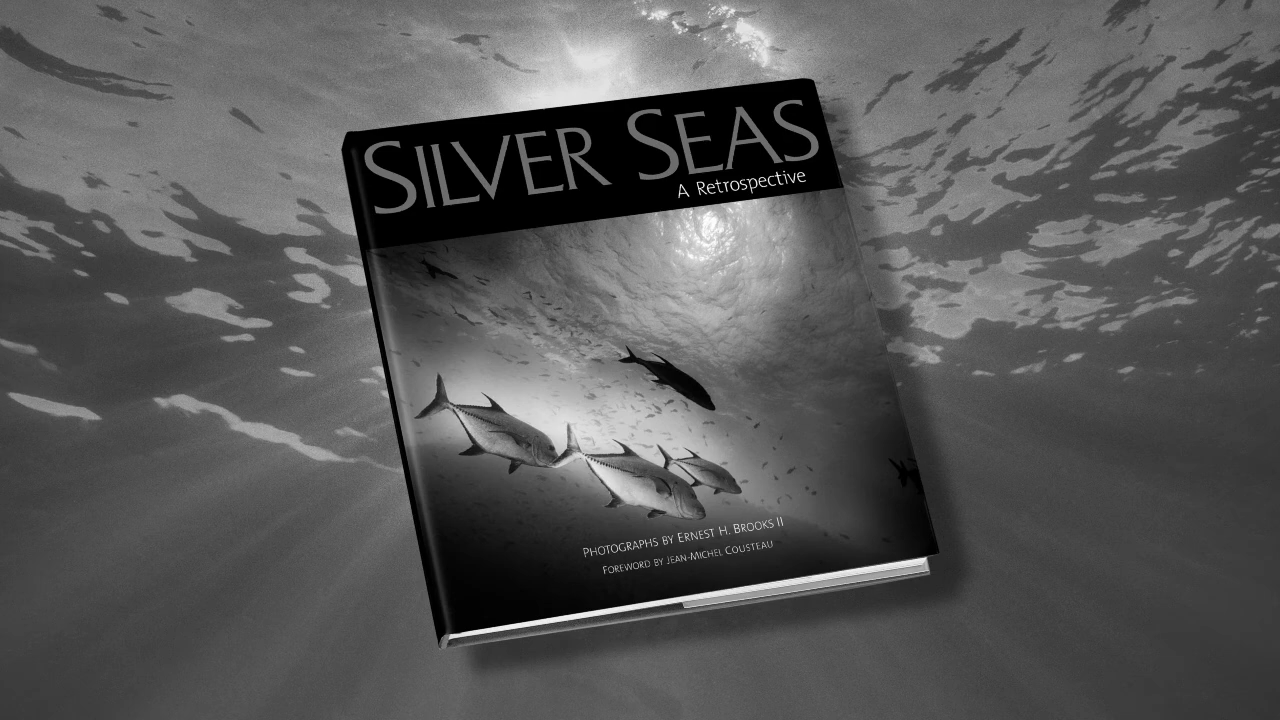 SILVER SEAS
A Retrospective
PHOTOGRAPHS BY ERNEST H. BROOKS II
FOREWORD BY JEAN-MICHEL COUSTEAU